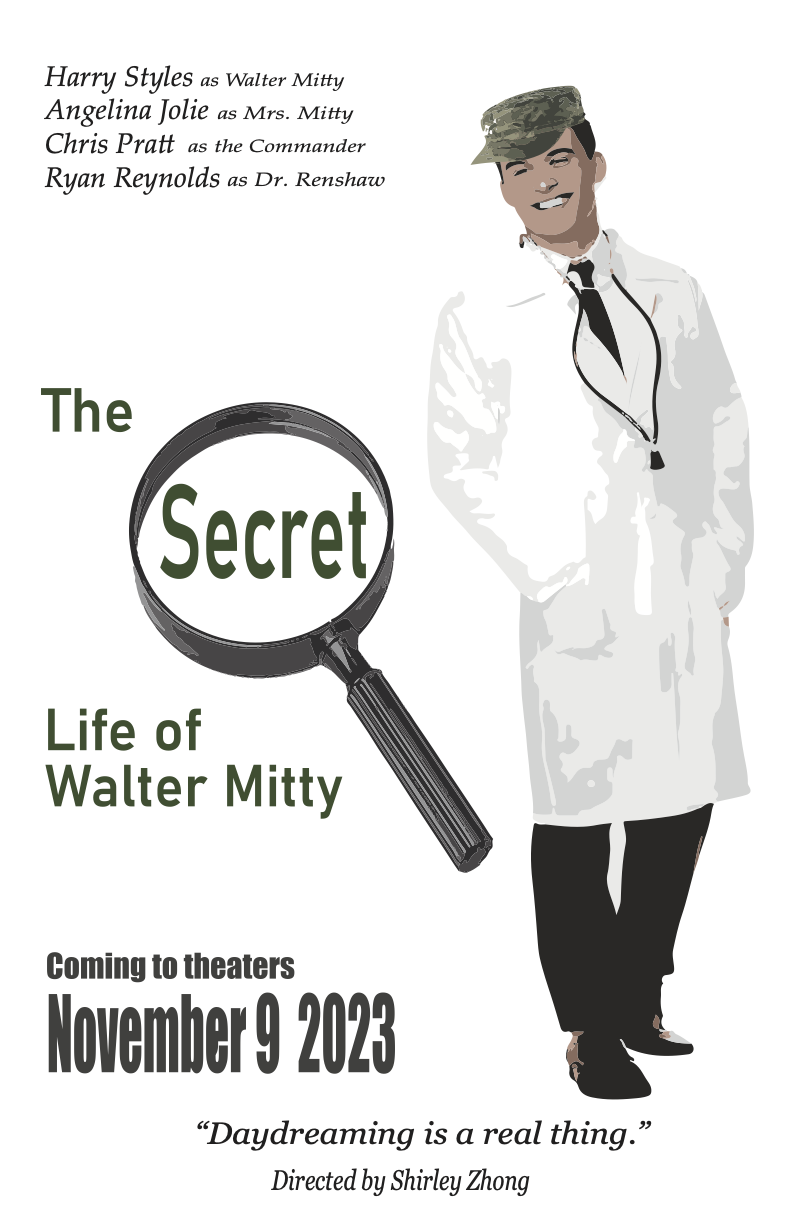 Harry Styles as Walter Mitty
Angelina Jolie as Mrs. Mitty
Chris Pratt as the Commander
Ryan Reynolds as Dr. Renshaw
The
Secret
Life of
Walter Mitty
Coming to theaters
November 9 2023
“Daydreaming is a real thing.”
Directed by Shirley Zhong